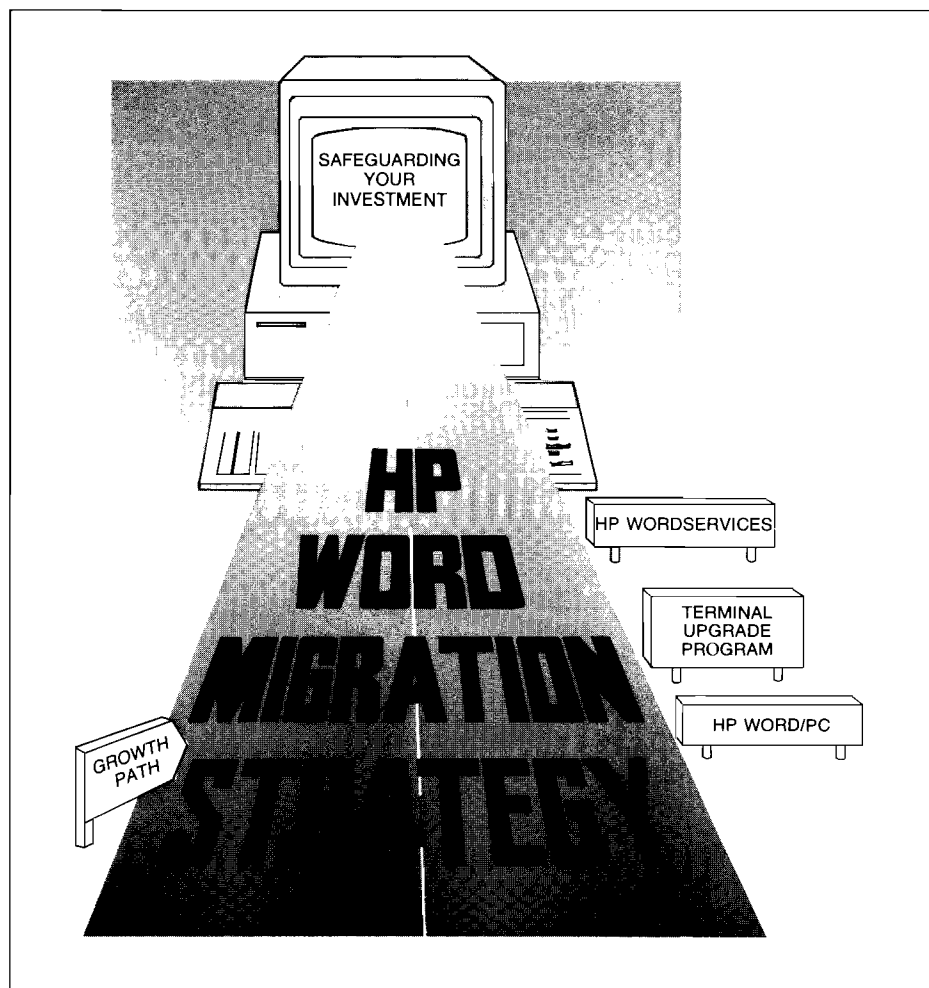 SAFEGUARDING
YOUR
INVESTMENT
HP
WORD
MIGRATION
STRATEGY
HP WORDSERVICES
TERMINAL
UPGRADE
PROGRAM
HP WORD/PC
GROWTH
PATH